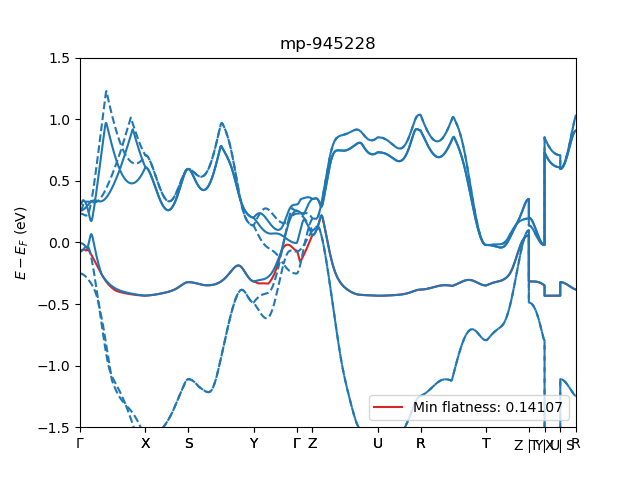 mp-945228
1.5
1.0
0.5
0.0
−0.5
−1.0
−1.5
E − E_F (eV)
Min flatness: 0.14107
Γ X S Y Γ Z U R T Z | T Y | X U | S R